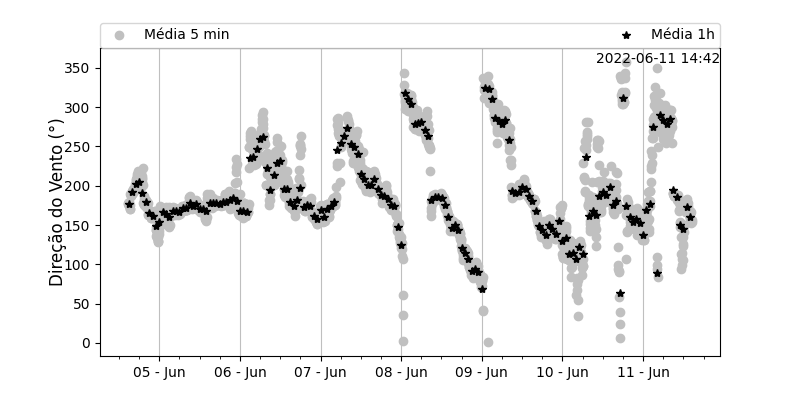 Média 5 min
Média 1h
2022-06-11 14:42
Direção do Vento (°)
350
300
250
200
150
100
50
0
05 - Jun
06 - Jun
07 - Jun
08 - Jun
09 - Jun
10 - Jun
11 - Jun